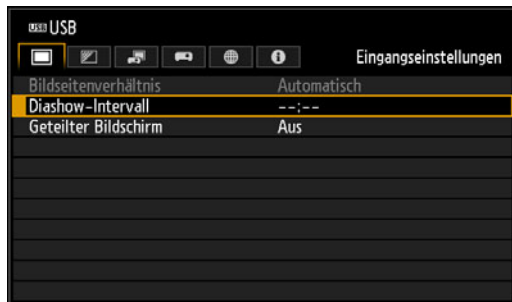 USB USB
Eingangseinstellungen
Bildseitenverhältnis Automatisch
Diashow-Intervall --:--
Geteilter Bildschirm Aus